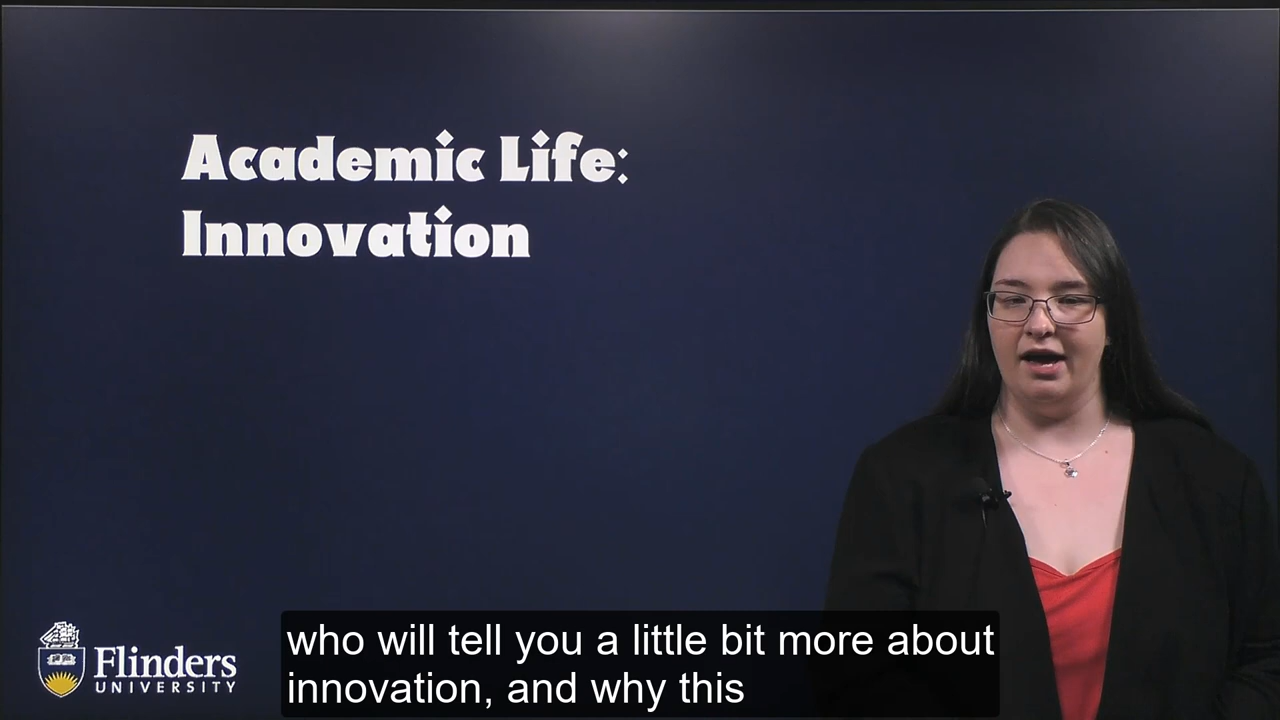 Academic Life:
Innovation
Flinders
UNIVERSITY
who will tell you a little bit more about
innovation, and why this